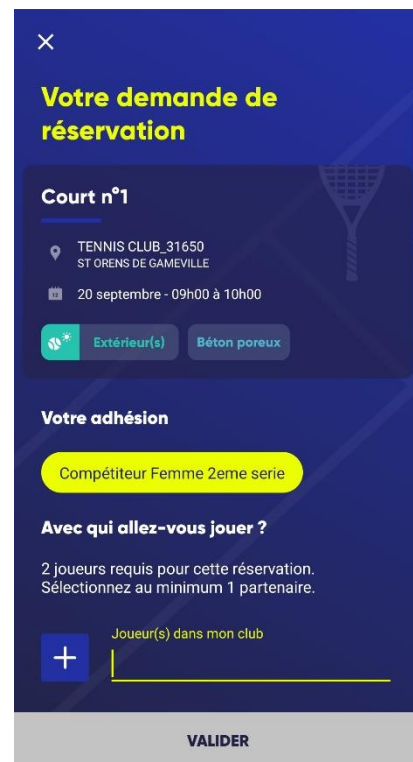 Votre demande de
réservation
Court n°1
TENNIS CLUB_31650
ST ORENS DE GAMEVILLE
20 septembre - 09h00 à 10h00
Extérieur(s)
Béton poreux
Votre adhésion
Compétiteur Femme 2eme serie
Avec qui allez-vous jouer ?
2 joueurs requis pour cette réservation.
Sélectionnez au minimum 1 partenaire.
Joueur(s) dans mon club
VALIDER